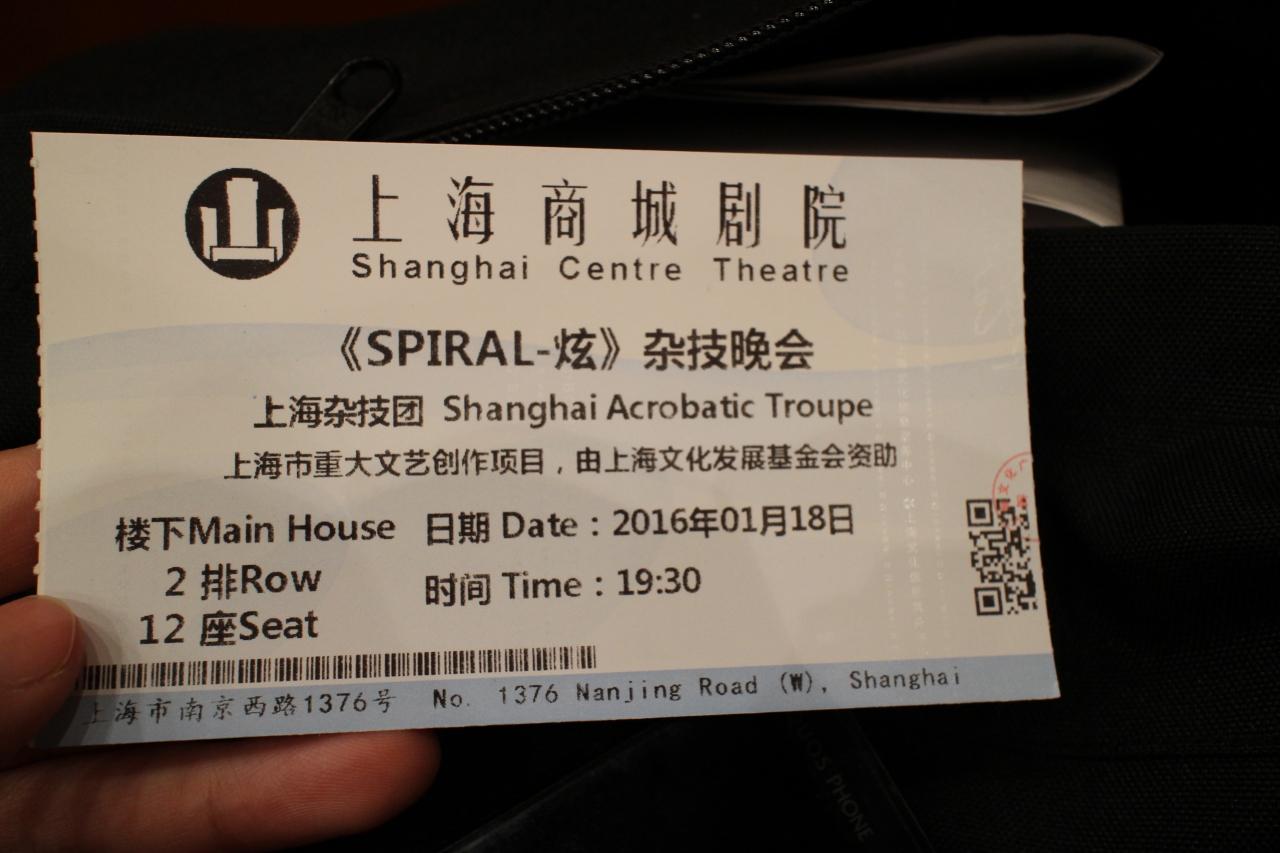 上海商城剧院
Shanghai Centre Theatre
《SPIRAL-炫》杂技晚会
上海杂技团 Shanghai Acrobatic Troupe
上海市重大文艺创作项目，由上海文化发展基金会资助
楼下Main House 日期 Date：2016年01月18日
2 排Row 时间 Time：19:30
12 座Seat
上海市南京西路1376号 No. 1376 Nanjing Road (W), Shanghai
PHONE